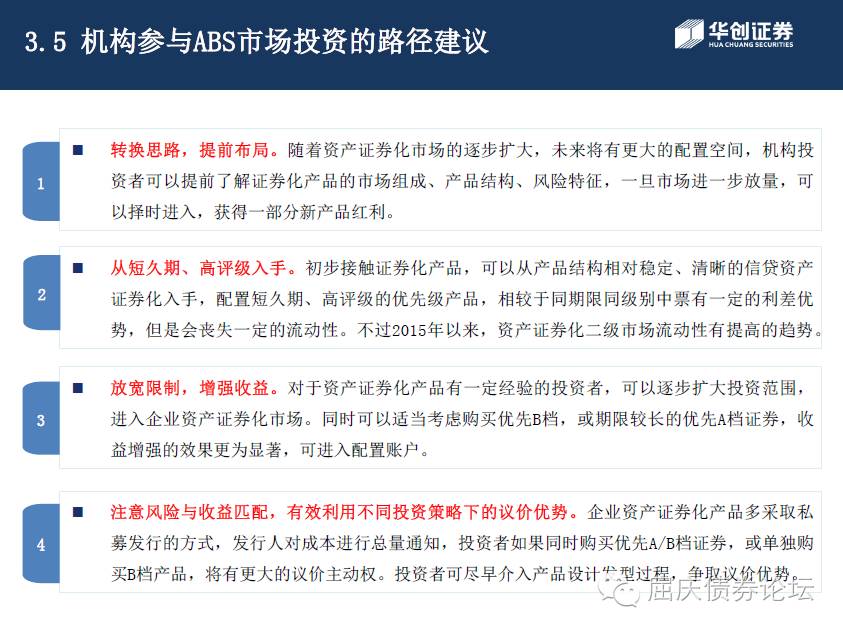 3.5 机构参与ABS市场投资的路径建议
华创证券
HUA CHUANG SECURITIES
1
转换思路，提前布局。随着资产证券化市场的逐步扩大，未来将有更大的配置空间，机构投
资者可以提前了解证券化产品的市场组成、产品结构、风险特征，一旦市场进一步放量，可
以择时进入，获得一部分新产品红利。
2
从短久期、高评级入手。初步接触证券化产品，可以从产品结构相对稳定、清晰的信贷资产
证券化入手，配置短久期、高评级的优先级产品，相较于同期限同级别中票有一定的利差优
势，但是会丧失一定的流动性。不过2015年以来，资产证券化二级市场流动性有提高的趋势。
3
放宽限制，增强收益。对于资产证券化产品有一定经验的投资者，可以逐步扩大投资范围，
进入企业资产证券化市场。同时可以适当考虑购买优先B档，或期限较长的优先A档证券，收
益增强的效果更为显著，可进入配置账户。
4
注意风险与收益匹配，有效利用不同投资策略下的议价优势。企业资产证券化产品多采取私
募发行的方式，发行人对成本进行总量通知，投资者如果同时购买优先A/B档证券，或单独购
买B档产品，将有更大的议价主动权。投资者可尽早介入产品设计发型过程，争取议价优势。
屈庆债券论坛